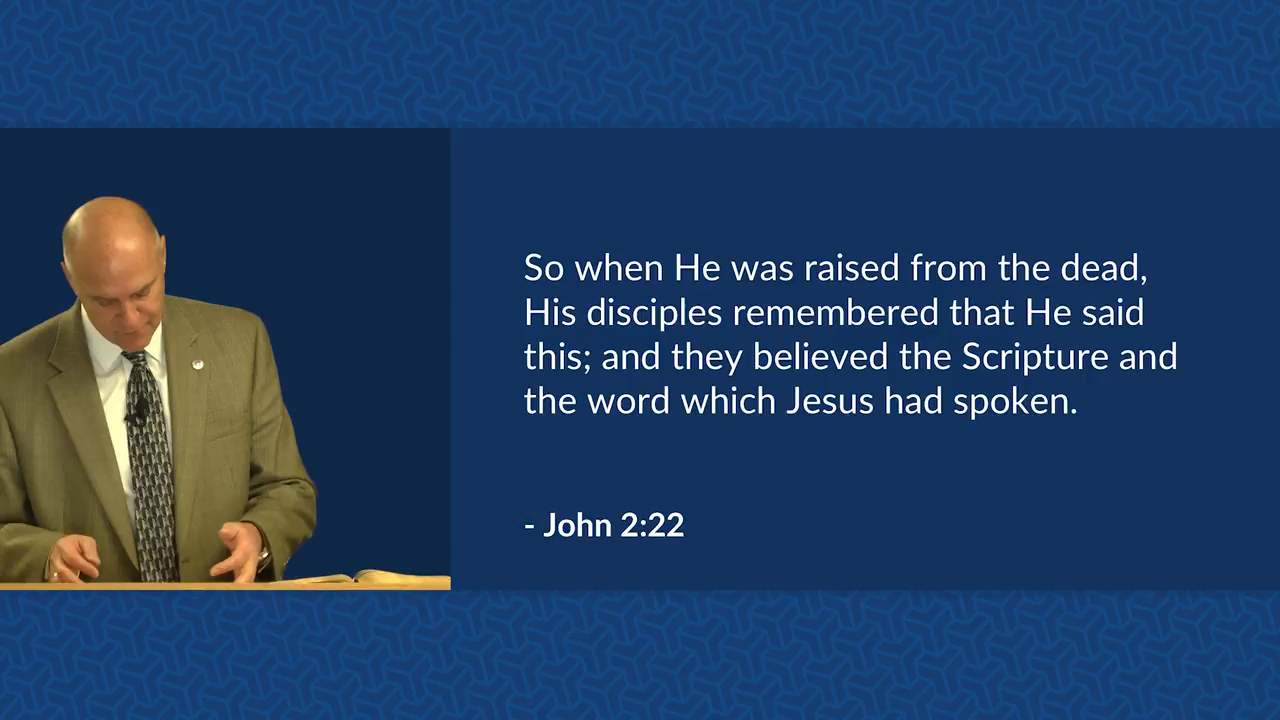 So when He was raised from the dead,
His disciples remembered that He said
this; and they believed the Scripture and
the word which Jesus had spoken.
- John 2:22